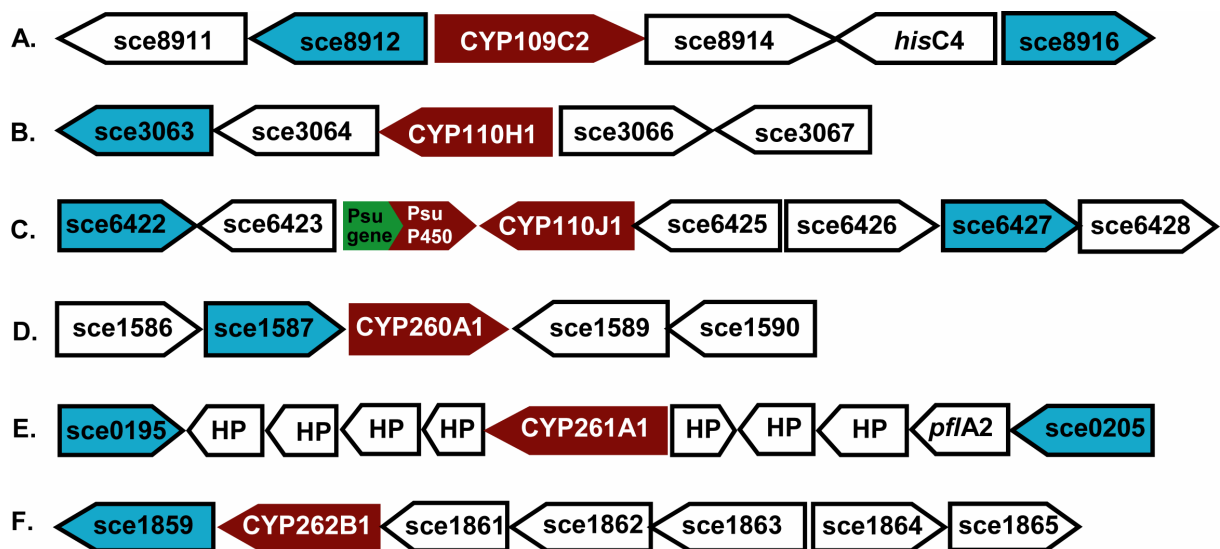 A. sce8911 sce8912 CYP109C2 sce8914 hisC4 sce8916
B. sce3063 sce3064 CYP110H1 sce3066 sce3067
C. sce6422 sce6423 Psu gene Psu P450 CYP110J1 sce6425 sce6426 sce6427 sce6428
D. sce1586 sce1587 CYP260A1 sce1589 sce1590
E. sce0195 HP HP HP HP CYP261A1 HP HP HP pflA2 sce0205
F. sce1859 CYP262B1 sce1861 sce1862 sce1863 sce1864 sce1865